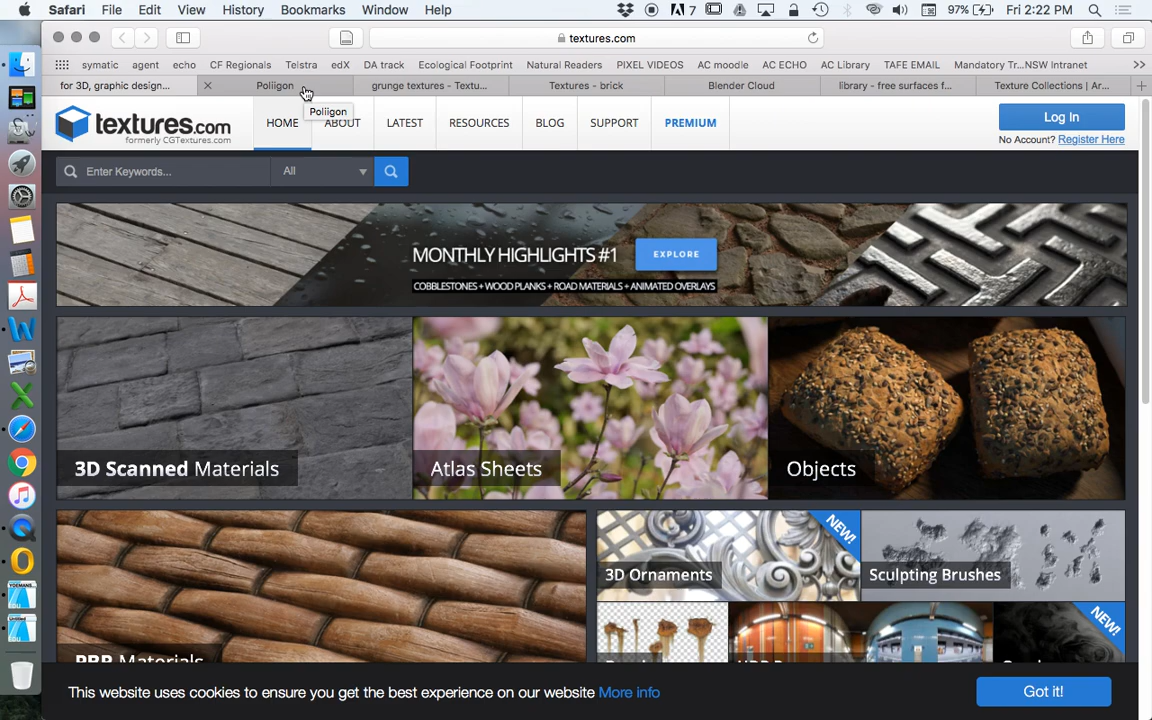 Safari File Edit View History Bookmarks Window Help 7 97% Fri 2:22 PM
textures.com
symatic agent echo CF Regionals Telstra edX DA track Ecological Footprint Natural Readers PIXEL VIDEOS AC moodle AC ECHO AC Library TAFE EMAIL Mandatory Tr...NSW Intranet >>
for 3D, graphic design... Poliigon grunge textures - Textu... Textures - brick Blender Cloud library - free surfaces f... Texture Collections | Ar... +
Poliigon
textures.com
formerly CGTextures.com
HOME ABOUT LATEST RESOURCES BLOG SUPPORT PREMIUM
Log In
No Account? Register Here
Enter Keywords... All
MONTHLY HIGHLIGHTS #1 EXPLORE
COBBLESTONES + WOOD PLANKS + ROAD MATERIALS + ANIMATED OVERLAYS
3D Scanned Materials
Atlas Sheets
Objects
NEW!
3D Ornaments
Sculpting Brushes
NEW!
PBR Materials
This website uses cookies to ensure you get the best experience on our website More info
Got it!